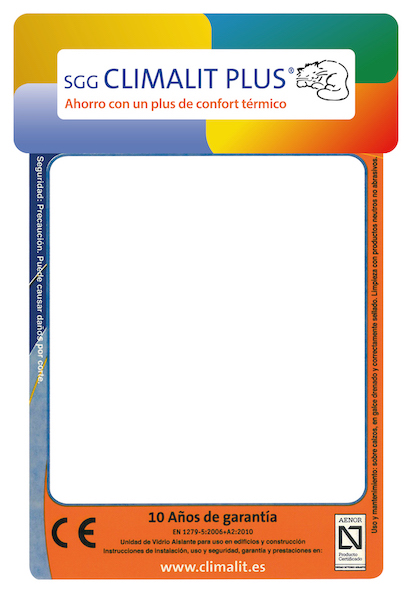 SGG CLIMALIT PLUS®
Ahorro con un plus de confort térmico
Seguridad: Precaución. Puede causar daños por corte.
Uso y mantenimiento: sobre calzos, en galce drenado y correctamente sellado. Limpieza con productos neutros no abrasivos.
CE
10 Años de garantía
EN 1279-5:2006+A2:2010
Unidad de Vidrio Aislante para uso en edificios y construcción
Instrucciones de instalación, uso y seguridad, garantía y prestaciones en:
www.climalit.es
AENOR
N
Producto
Certificado